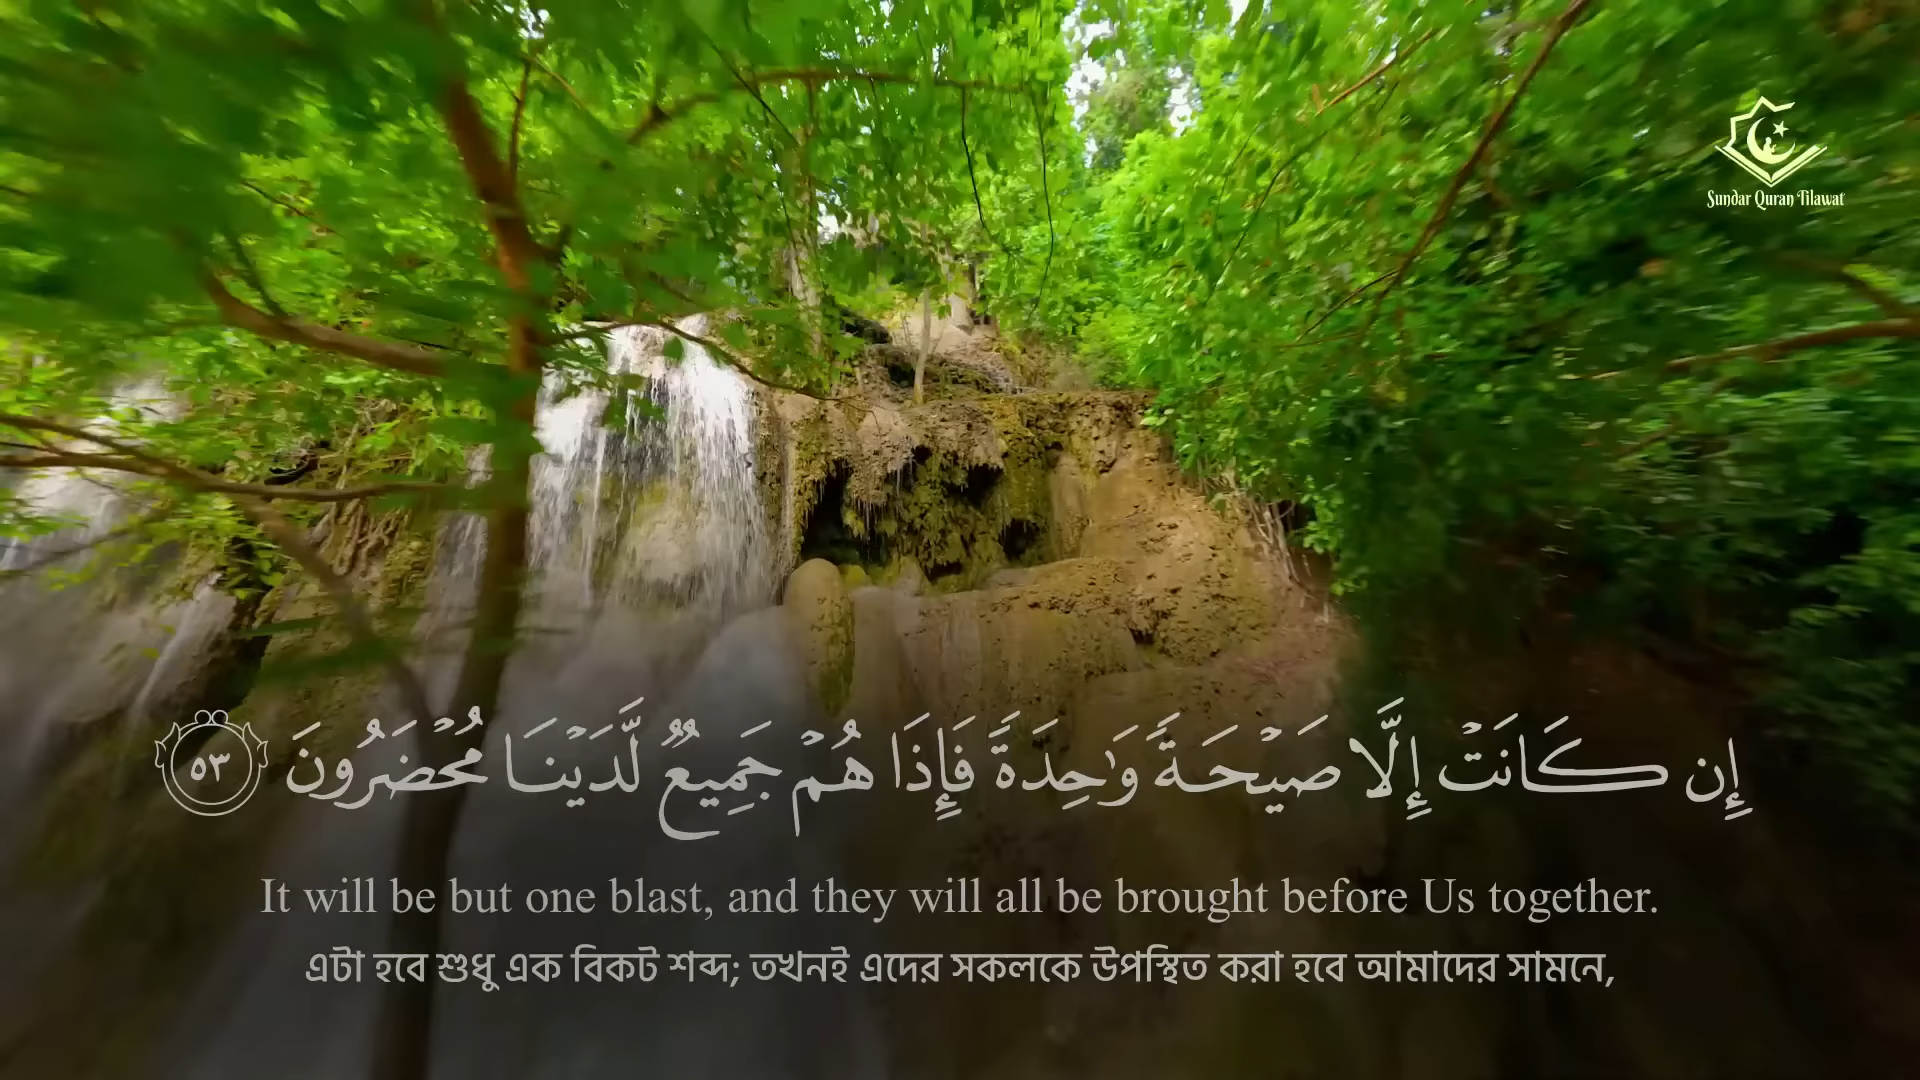 Sundar Quran Tilawat
إِن كَانَتْ إِلَّا صَيْحَةً وَٰحِدَةً فَإِذَا هُمْ جَمِيعٌ لَّدَيْنَا مُحْضَرُونَ ٥٣
It will be but one blast, and they will all be brought before Us together.
এটা হবে শুধু এক বিকট শব্দ; তখনই এদের সকলকে উপস্থিত করা হবে আমাদের সামনে,